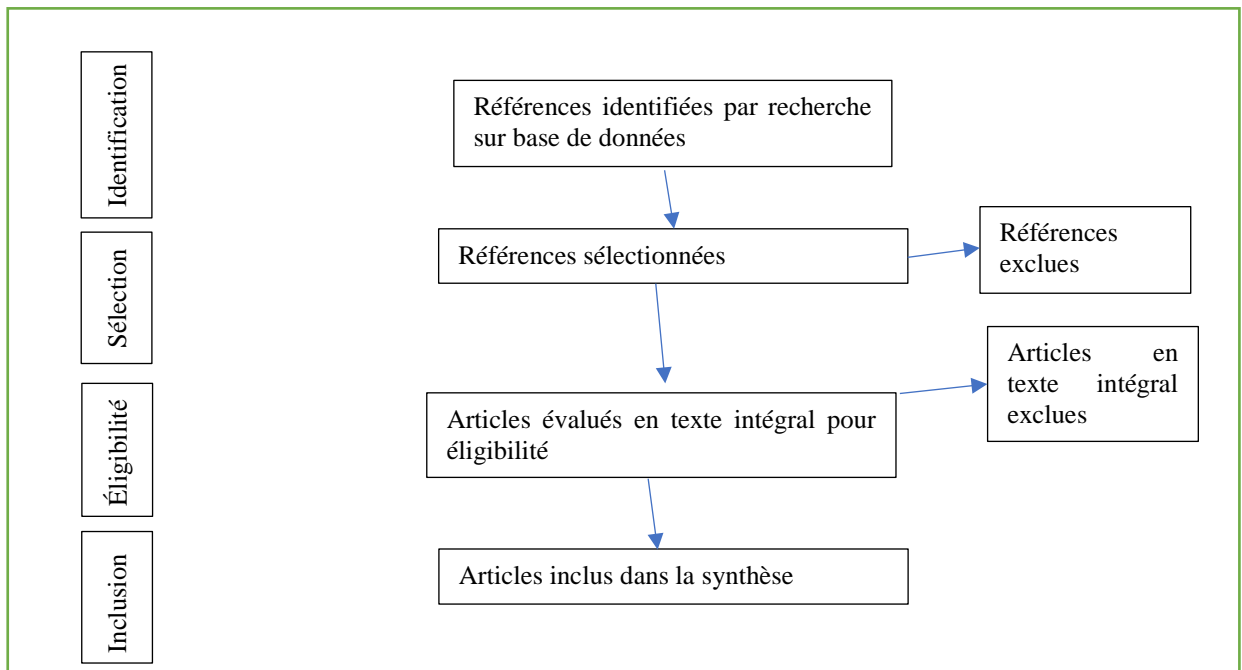 Identification
Références identifiées par recherche
sur base de données
Sélection
Références sélectionnées
Références
exclues
Éligibilité
Articles évalués en texte intégral pour
éligibilité
Articles en
texte intégral
exclues
Inclusion
Articles inclus dans la synthèse